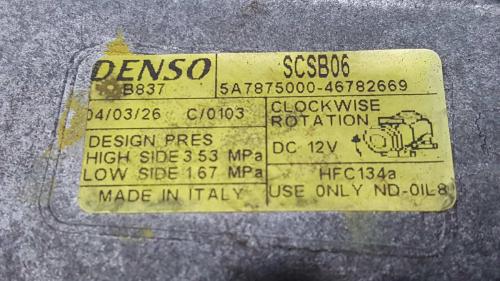 DENSO SCSB06
B837 5A7875000-46782669
04/03/26 C/0103 CLOCKWISE ROTATION
DESIGN PRES DC 12V
HIGH SIDE 3.53 MPa
LOW SIDE 1.67 MPa HFC134a
MADE IN ITALY USE ONLY ND-OIL8